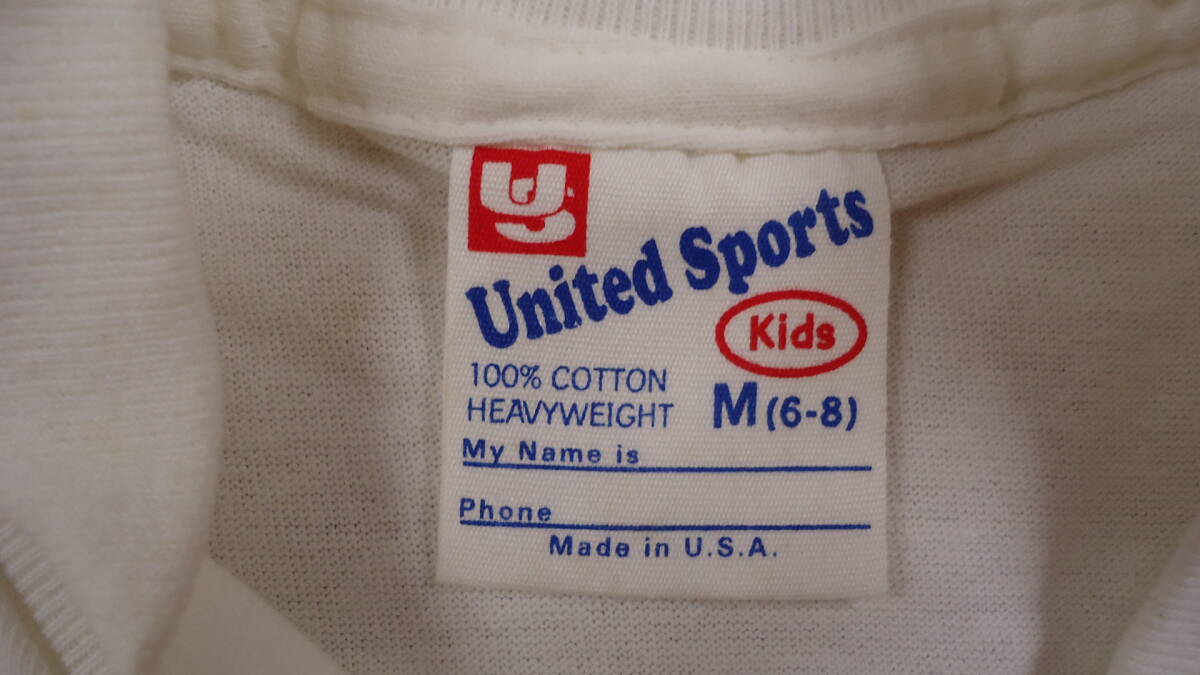 United Sports
Kids
100% COTTON
HEAVYWEIGHT
M (6-8)
My Name is
Phone
Made in U.S.A.